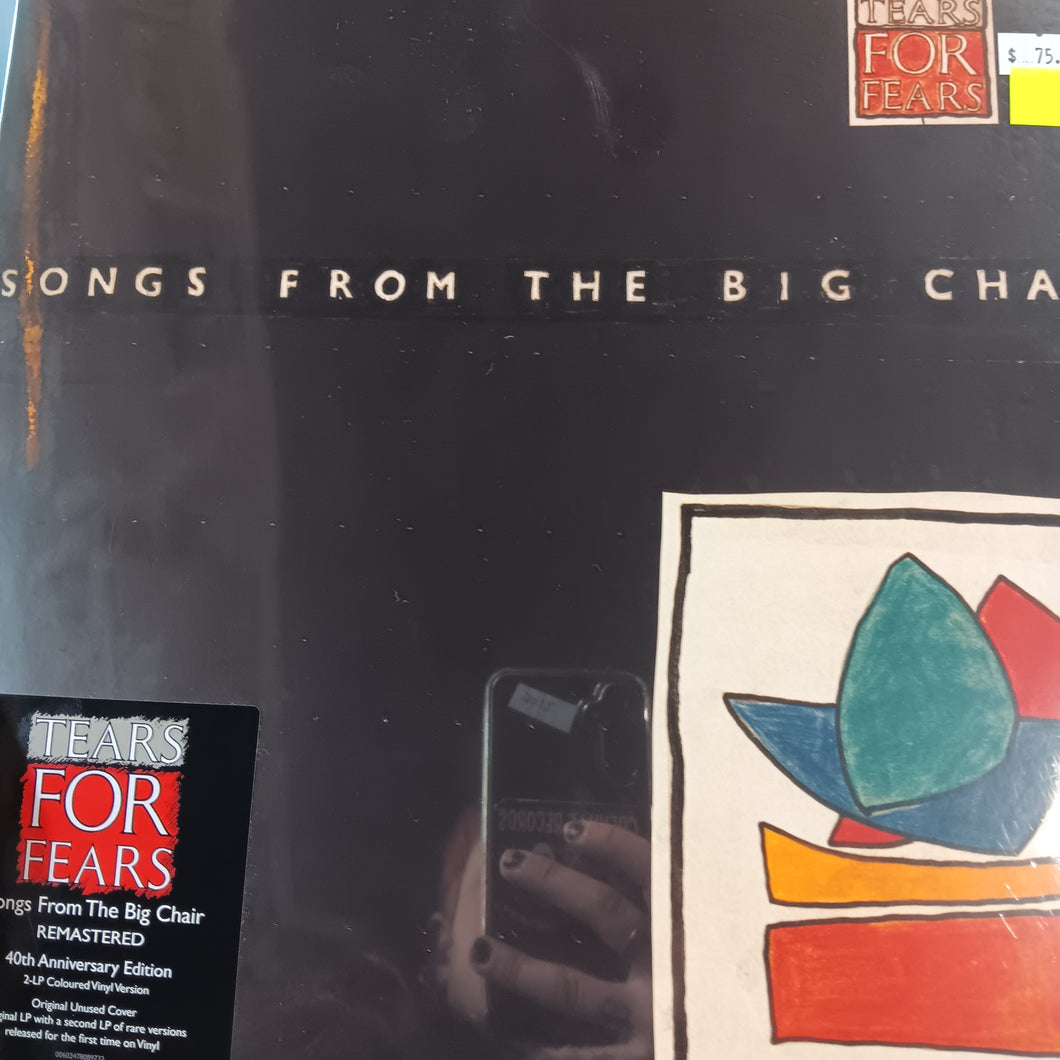 TEARS
FOR
FEARS
$ 75.
SONGS FROM THE BIG CHA
TEARS
FOR
FEARS
ongs From The Big Chair
REMASTERED
40th Anniversary Edition
2-LP Coloured Vinyl Version
Original Unused Cover
ginal LP with a second LP of rare versions
released for the first time on Vinyl